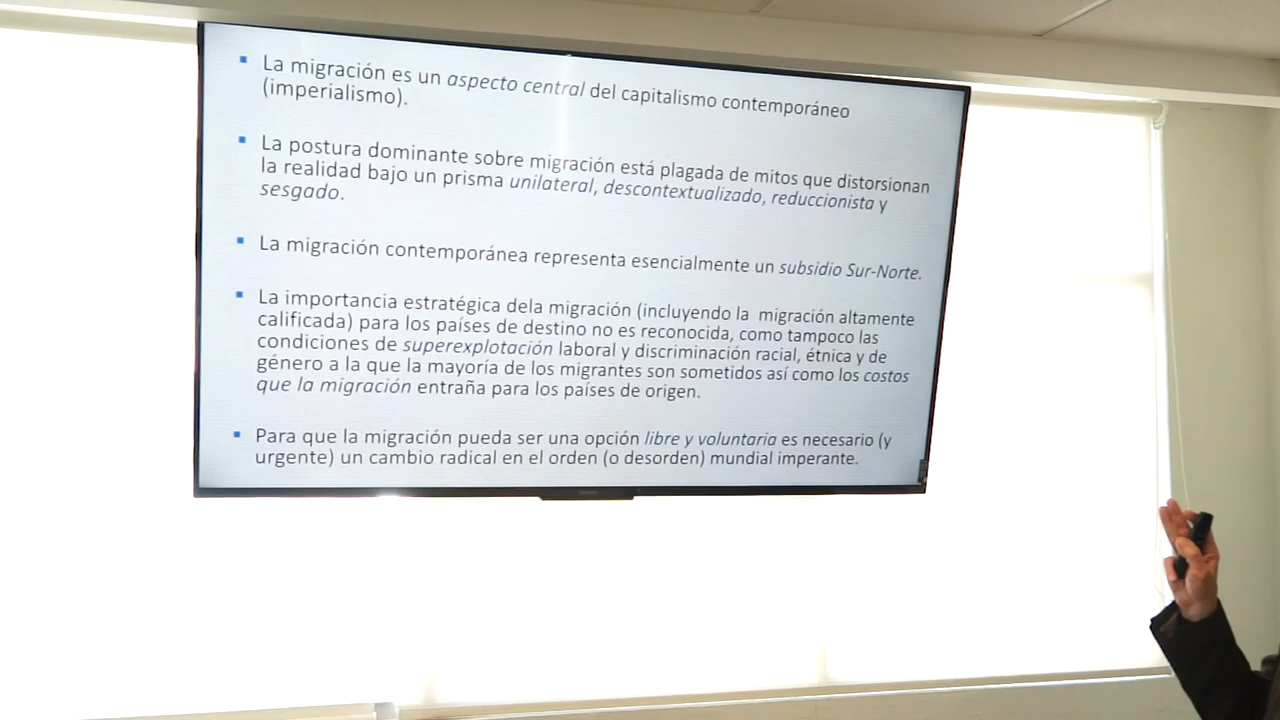 La migración es un aspecto central del capitalismo contemporáneo
(imperialismo).
La postura dominante sobre migración está plagada de mitos que distorsionan
la realidad bajo un prisma unilateral, descontextualizado, reduccionista y
sesgado.
La migración contemporánea representa esencialmente un subsidio Sur-Norte.
La importancia estratégica dela migración (incluyendo la migración altamente
calificada) para los países de destino no es reconocida, como tampoco las
condiciones de superexplotación laboral y discriminación racial, étnica y de
género a la que la mayoría de los migrantes son sometidos así como los costos
que la migración entraña para los países de origen.
Para que la migración pueda ser una opción libre y voluntaria es necesario (y
urgente) un cambio radical en el orden (o desorden) mundial imperante.